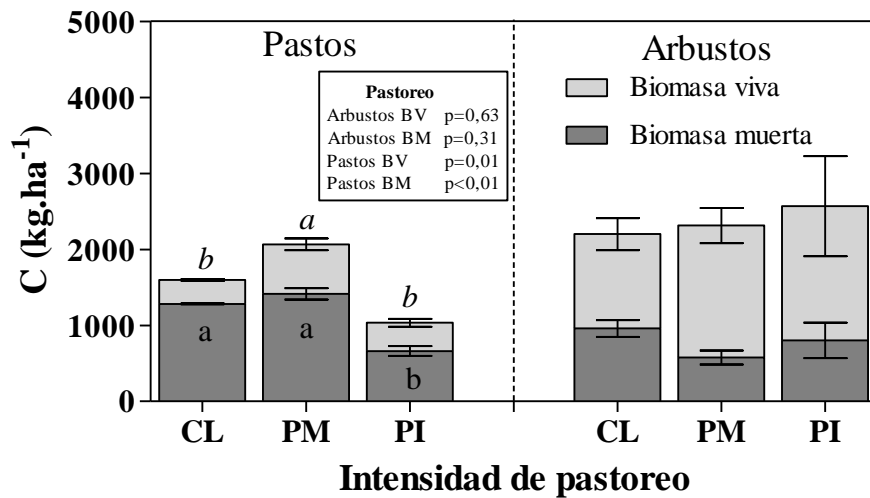 C (kg.ha⁻¹)
5000
4000
3000
2000
1000
0
Pastos
Arbustos
Pastoreo
Arbustos BV p=0,63
Arbustos BM p=0,31
Pastos BV p=0,01
Pastos BM p<0,01
Biomasa viva
Biomasa muerta
b
a
b
a
a
b
CL PM PI CL PM PI
Intensidad de pastoreo